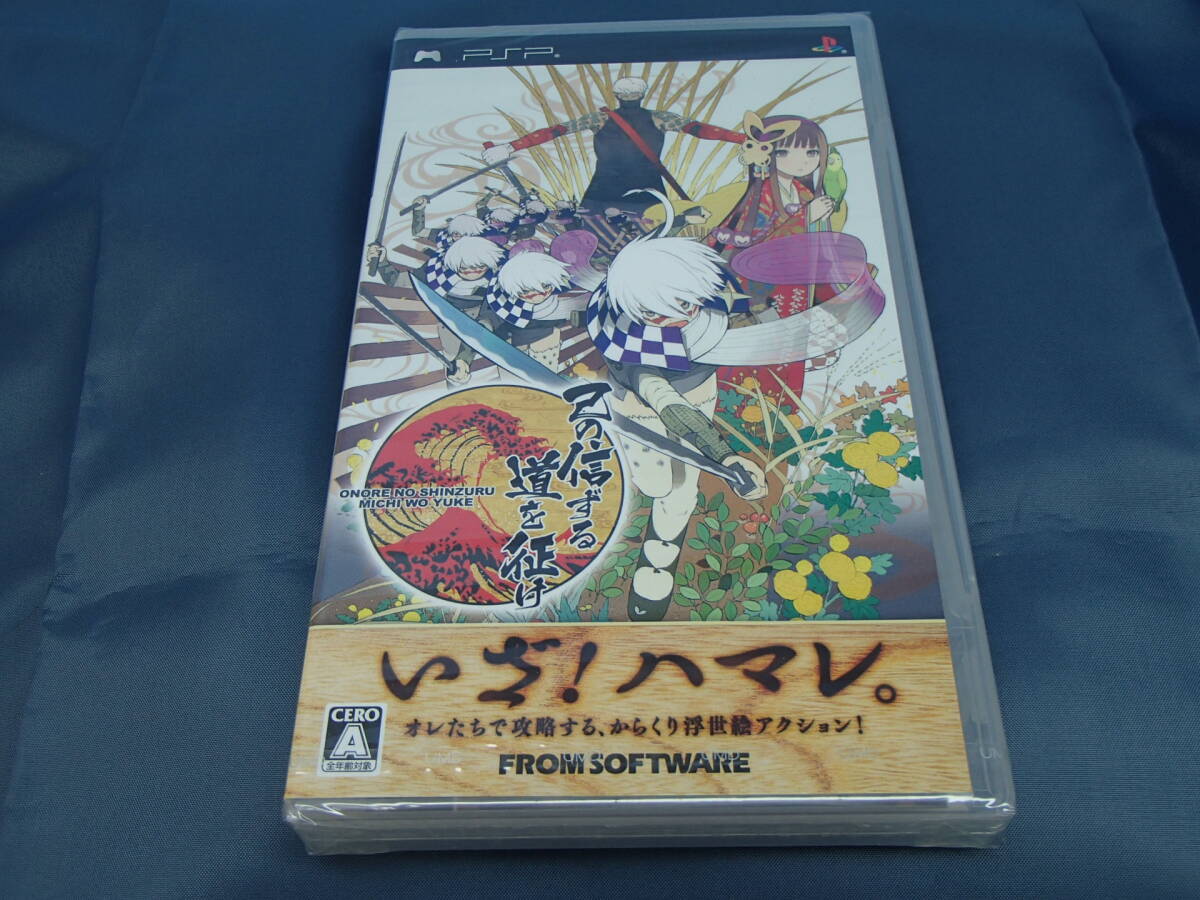 PSP
己の信ずる
道を征け
ONORE NO SHINZURU
MICHI WO YUKE
いざ!ハマレ。
オレたちで攻略する、からくり浮世絵アクション!
CERO
A
全年齢対象
FROM SOFTWARE